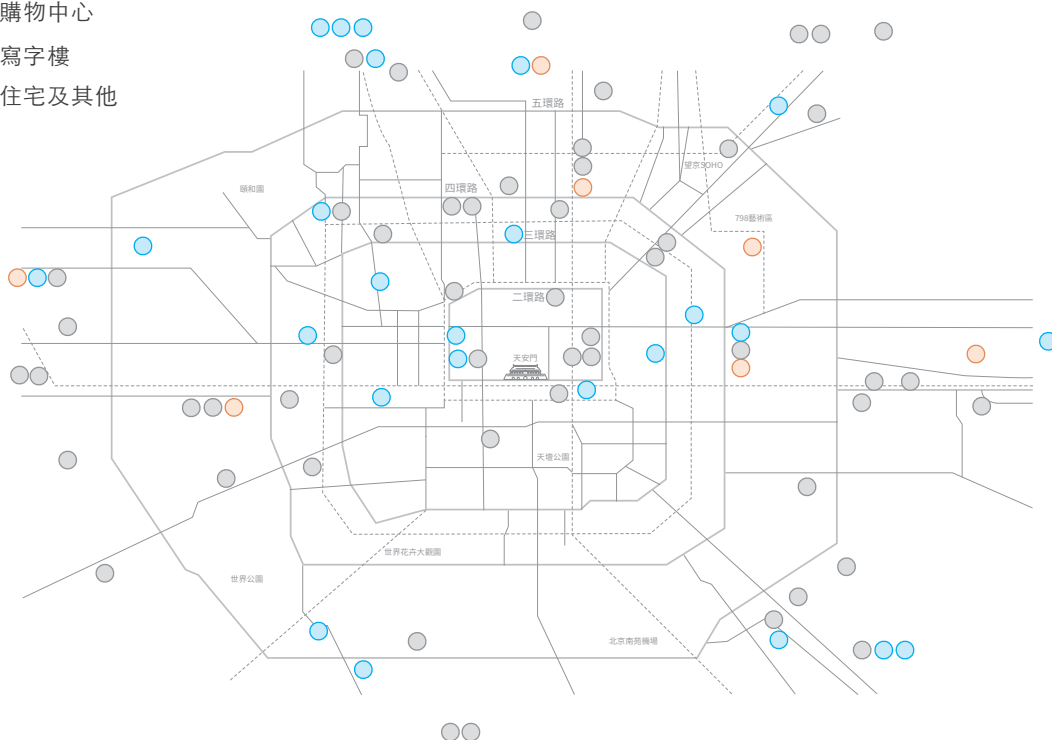 購物中心
寫字樓
住宅及其他
五環路
望京SOHO
頤和園
四環路
798藝術區
三環路
二環路
天安門
天壇公園
世界花卉大觀園
世界公園
北京南苑機場